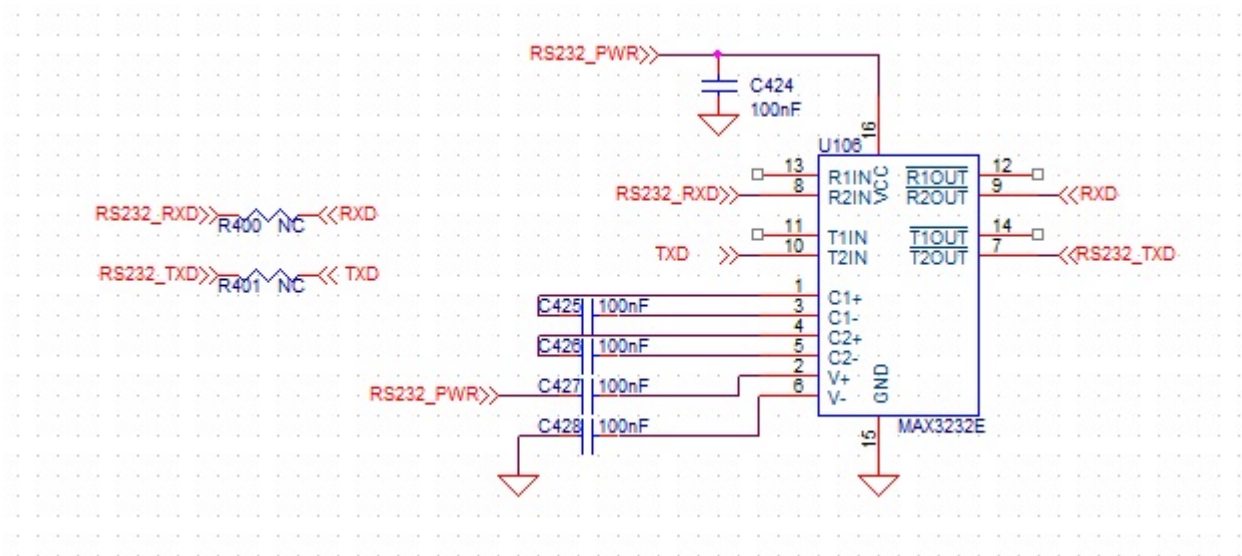 RS232_PWR
C424
100nF
16
U106
13 R1IN VCC R1OUT 12
RS232_RXD 8 R2IN R2OUT 9 RXD
RS232_RXD RXD
R400 NC
11 T1IN T1OUT 14
TXD 10 T2IN T2OUT 7 RS232_TXD
RS232_TXD TXD
R401 NC
1 C1+
C425 100nF 3 C1-
4 C2+
C426 100nF 5 C2-
2 V+
RS232_PWR C427 100nF 6 V- GND
C428 100nF 15 MAX3232E